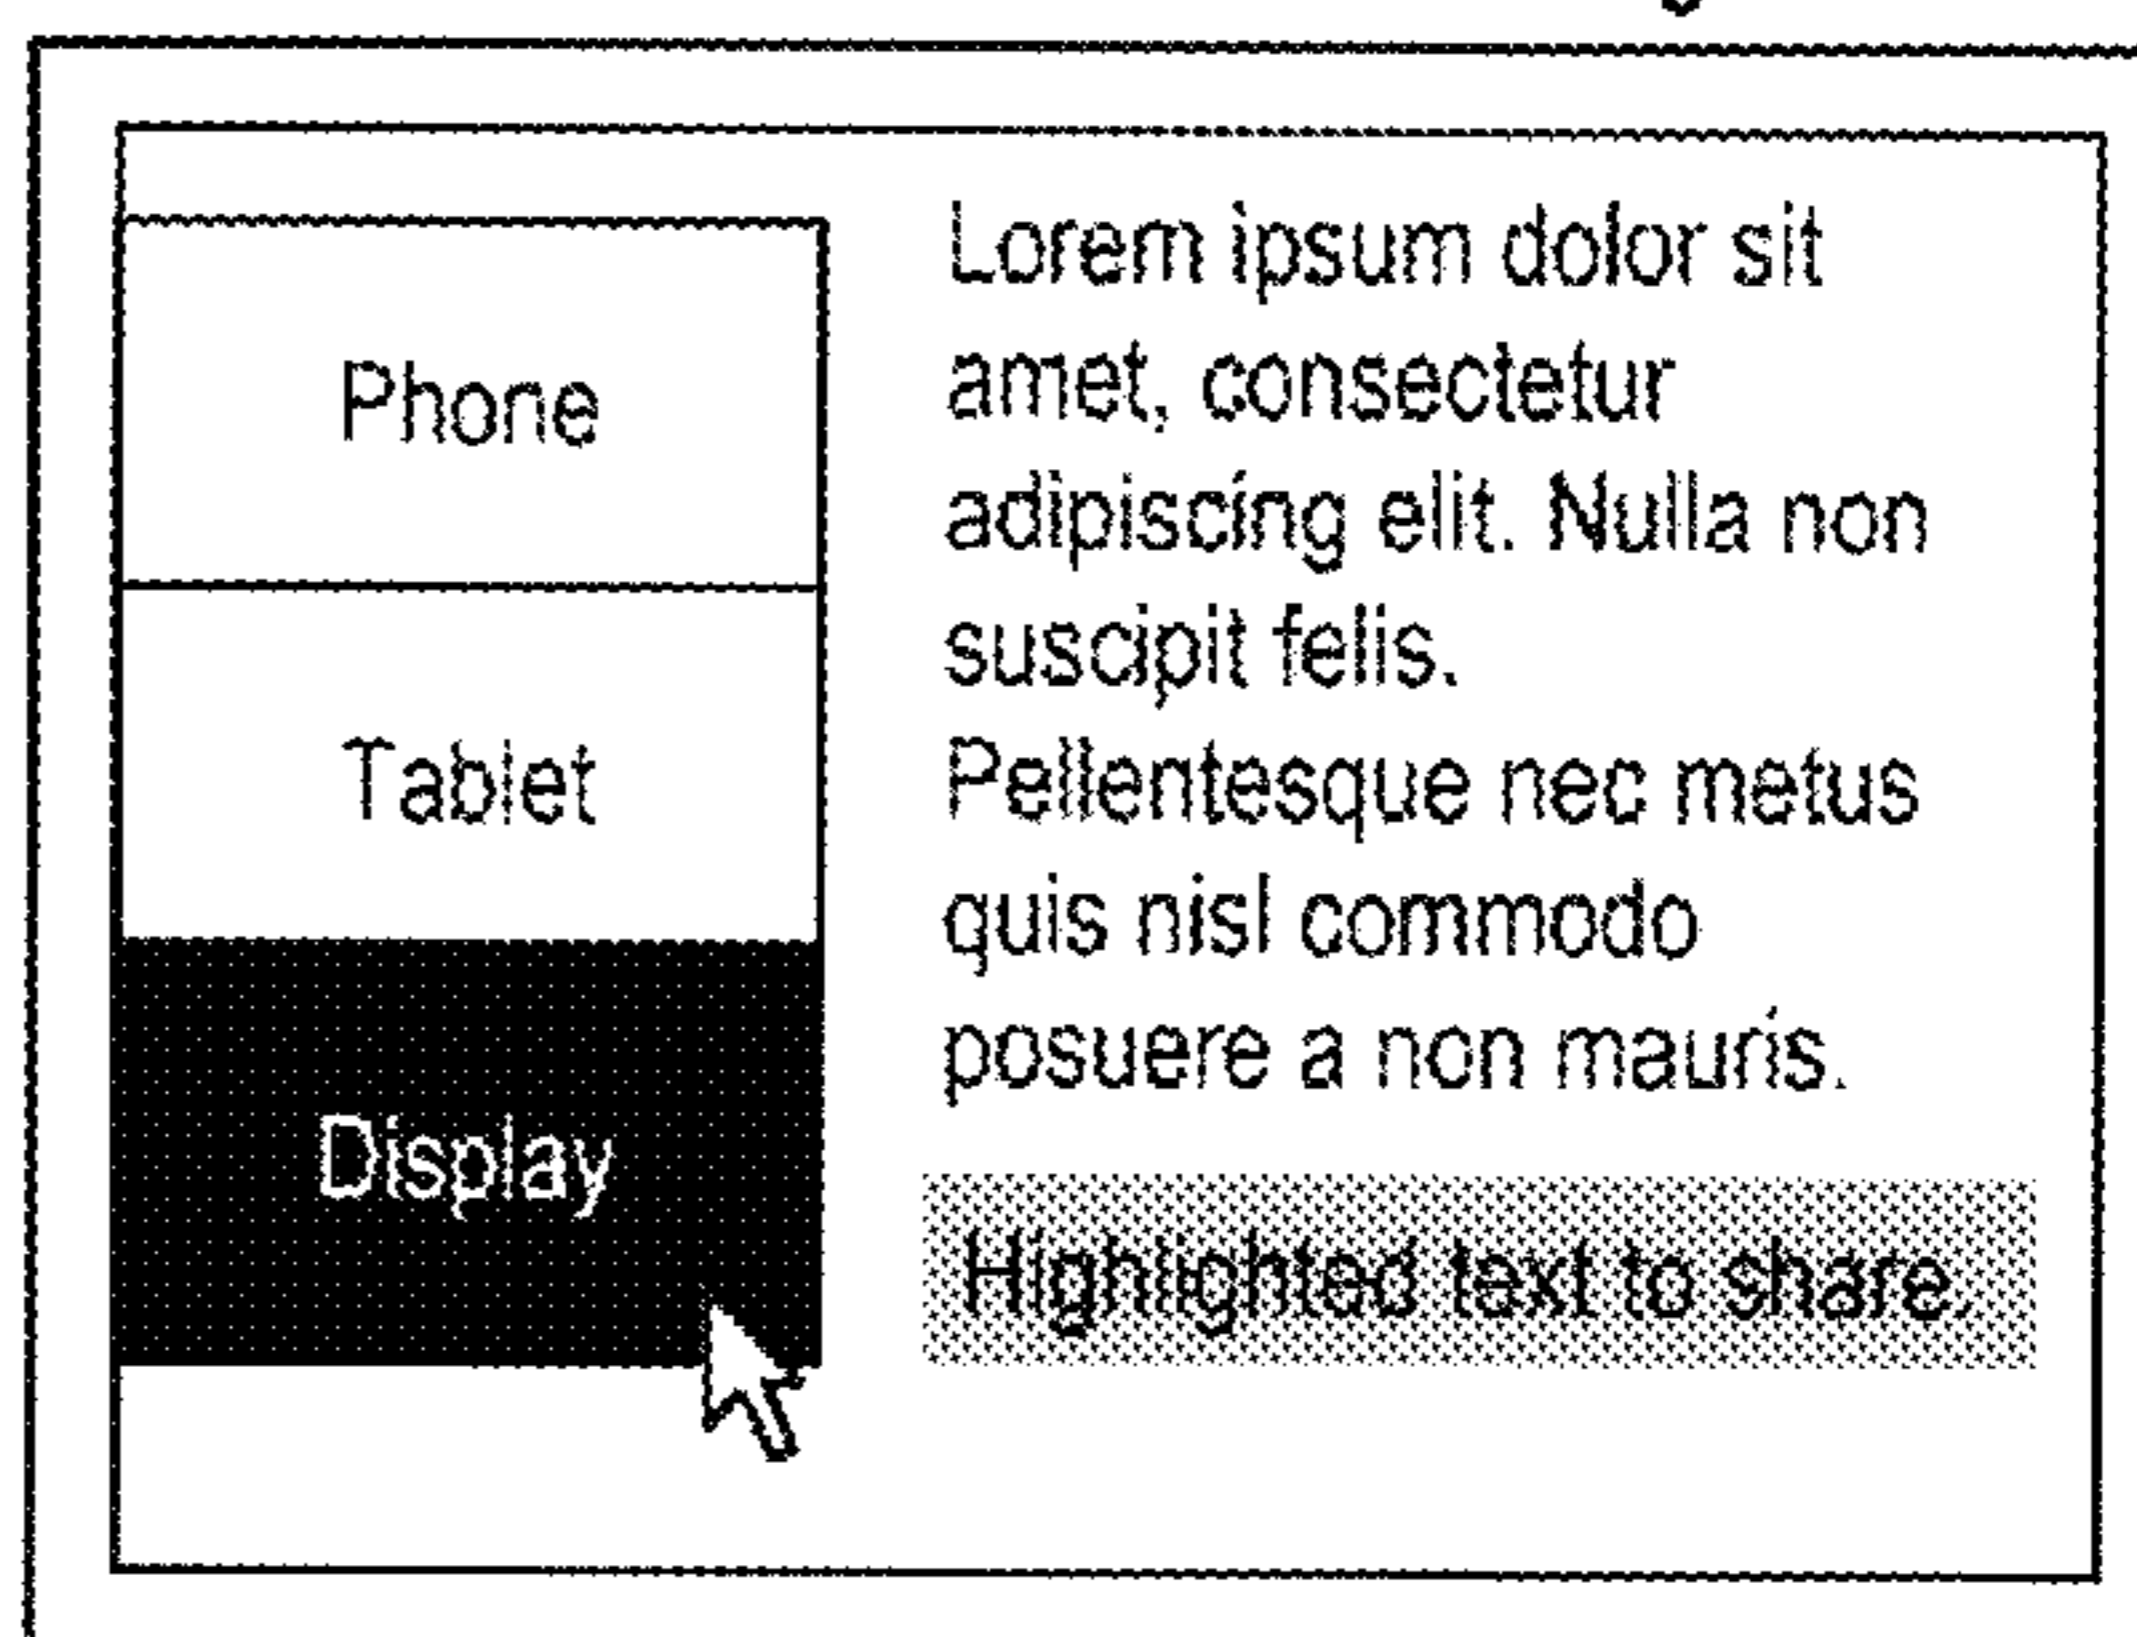 Phone
Tablet
Display
Lorem ipsum dolor sit
amet, consectetur
adipiscing elit. Nulla non
suscipit felis.
Pellentesque nec metus
quis nisl commodo
posuere a non mauris.
Highlighted text to share.